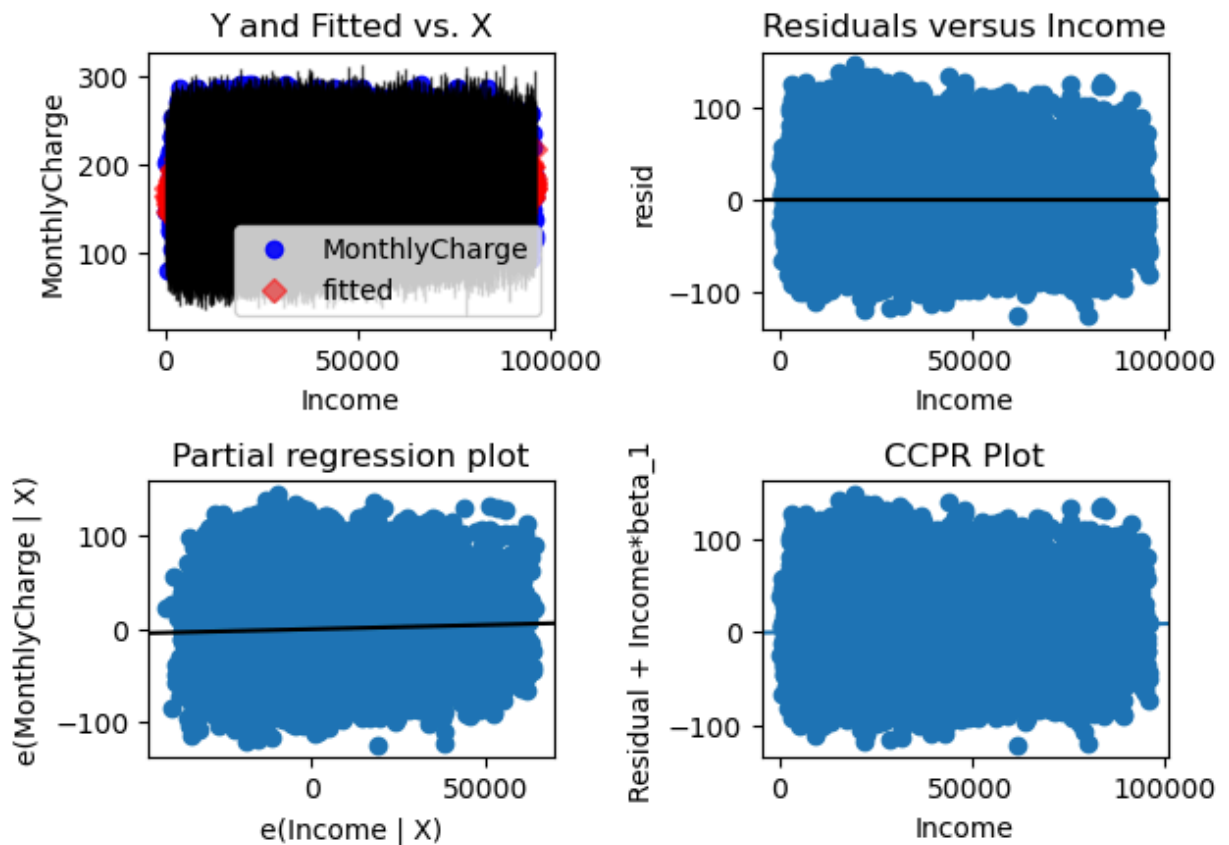 Y and Fitted vs. X
MonthlyCharge
300
200
100
MonthlyCharge
fitted
0
50000
100000
Income
Residuals versus Income
resid
100
0
−100
0
50000
100000
Income
Partial regression plot
e(MonthlyCharge | X)
100
0
−100
0
50000
e(Income | X)
CCPR Plot
Residual + Income*beta_1
100
0
−100
0
50000
100000
Income